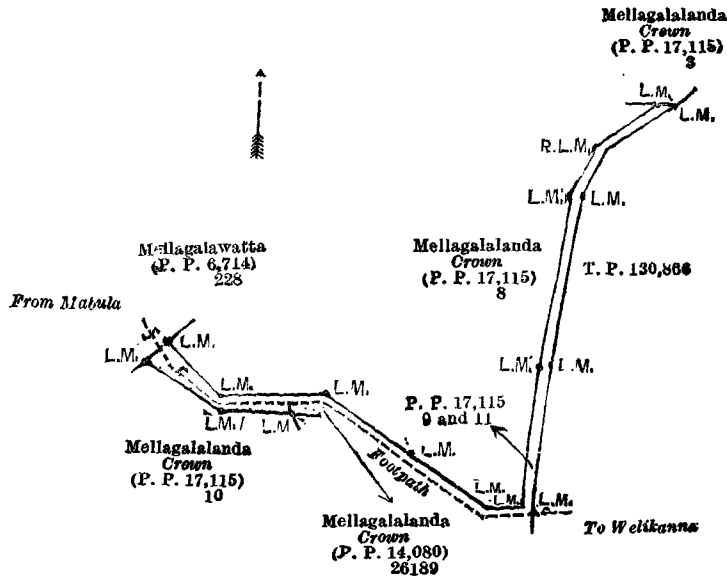 Mellagalalanda
Crown
(P. P. 17,115)
3
L.M.
L.M.
R.L.M.
L.M.
L.M.
Mellagalawatta
(P. P. 6,714)
228
Mellagalalanda
Crown
(P. P. 17,115)
8
T. P. 130,866
From Mabula
L.M.
L.M.
L.M.
L.M.
L.M.
L.M.
L.M.
L.M.
P. P. 17,115
9 and 11
Mellagalalanda
Crown
(P. P. 17,115)
10
L.M.
Footpath
L.M.
L.M.
L.M.
To Welikanna
Mellagalalanda
Crown
(P. P. 14,080)
26189